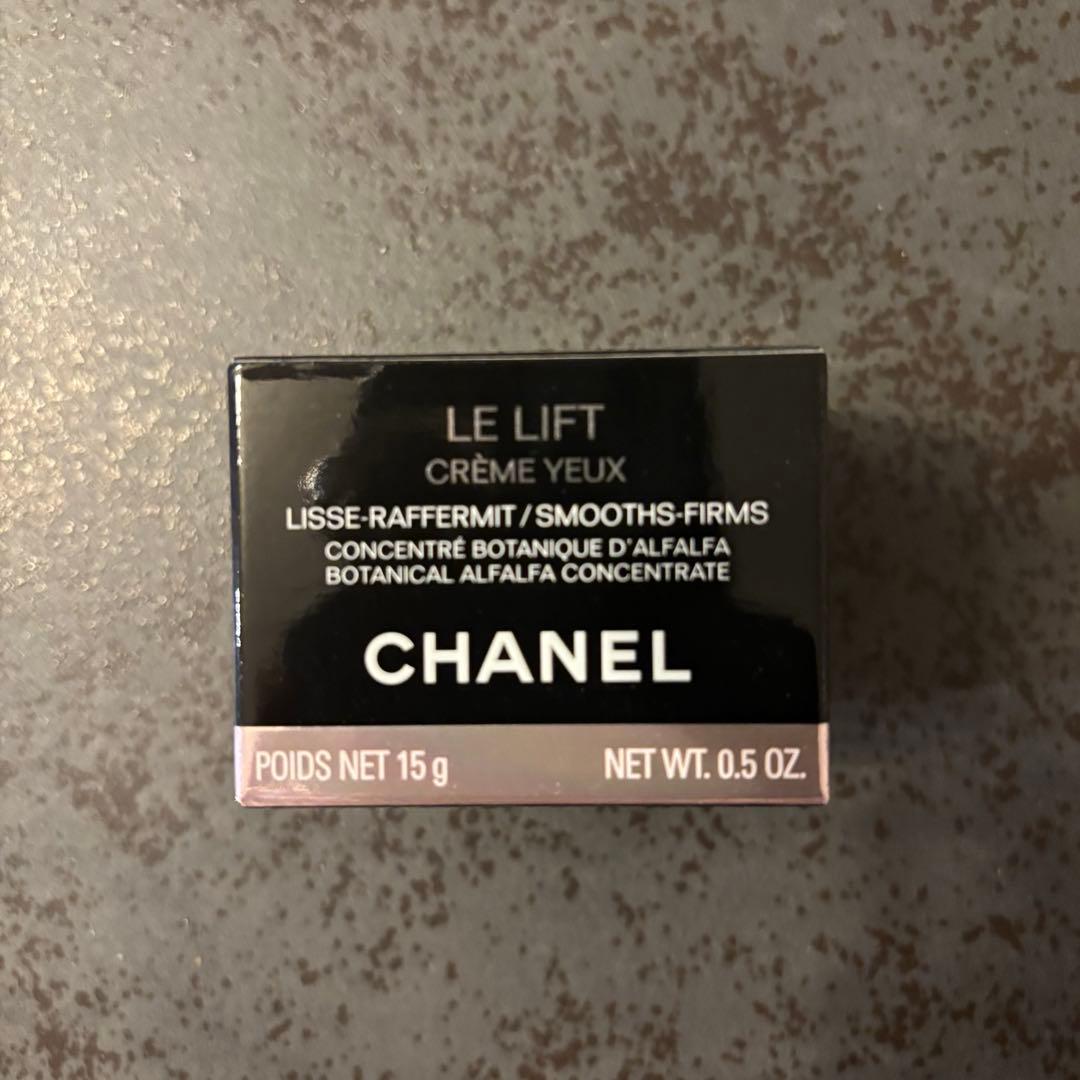 LE LIFT
CRÈME YEUX
LISSE-RAFFERMIT / SMOOTHS-FIRMS
CONCENTRÉ BOTANIQUE D'ALFALFA
BOTANICAL ALFALFA CONCENTRATE
CHANEL
POIDS NET 15 g NET WT. 0.5 OZ.